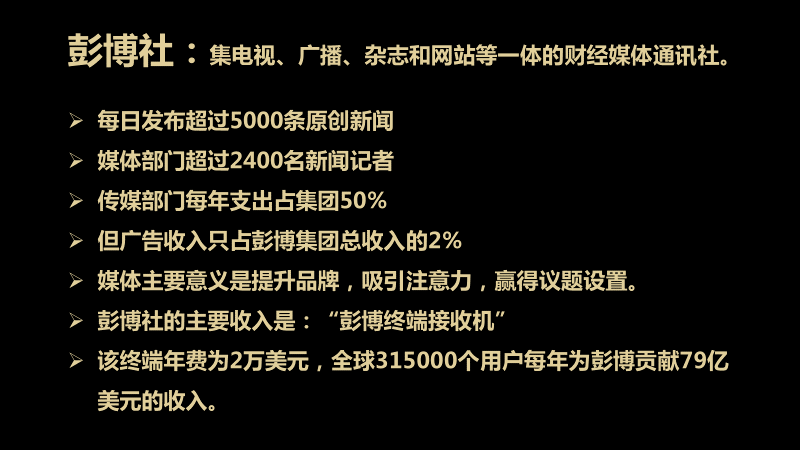 彭博社：集电视、广播、杂志和网站等一体的财经媒体通讯社。
➢ 每日发布超过5000条原创新闻
➢ 媒体部门超过2400名新闻记者
➢ 传媒部门每年支出占集团50%
➢ 但广告收入只占彭博集团总收入的2%
➢ 媒体主要意义是提升品牌，吸引注意力，赢得议题设置。
➢ 彭博社的主要收入是：“彭博终端接收机”
➢ 该终端年费为2万美元，全球315000个用户每年为彭博贡献79亿
美元的收入。